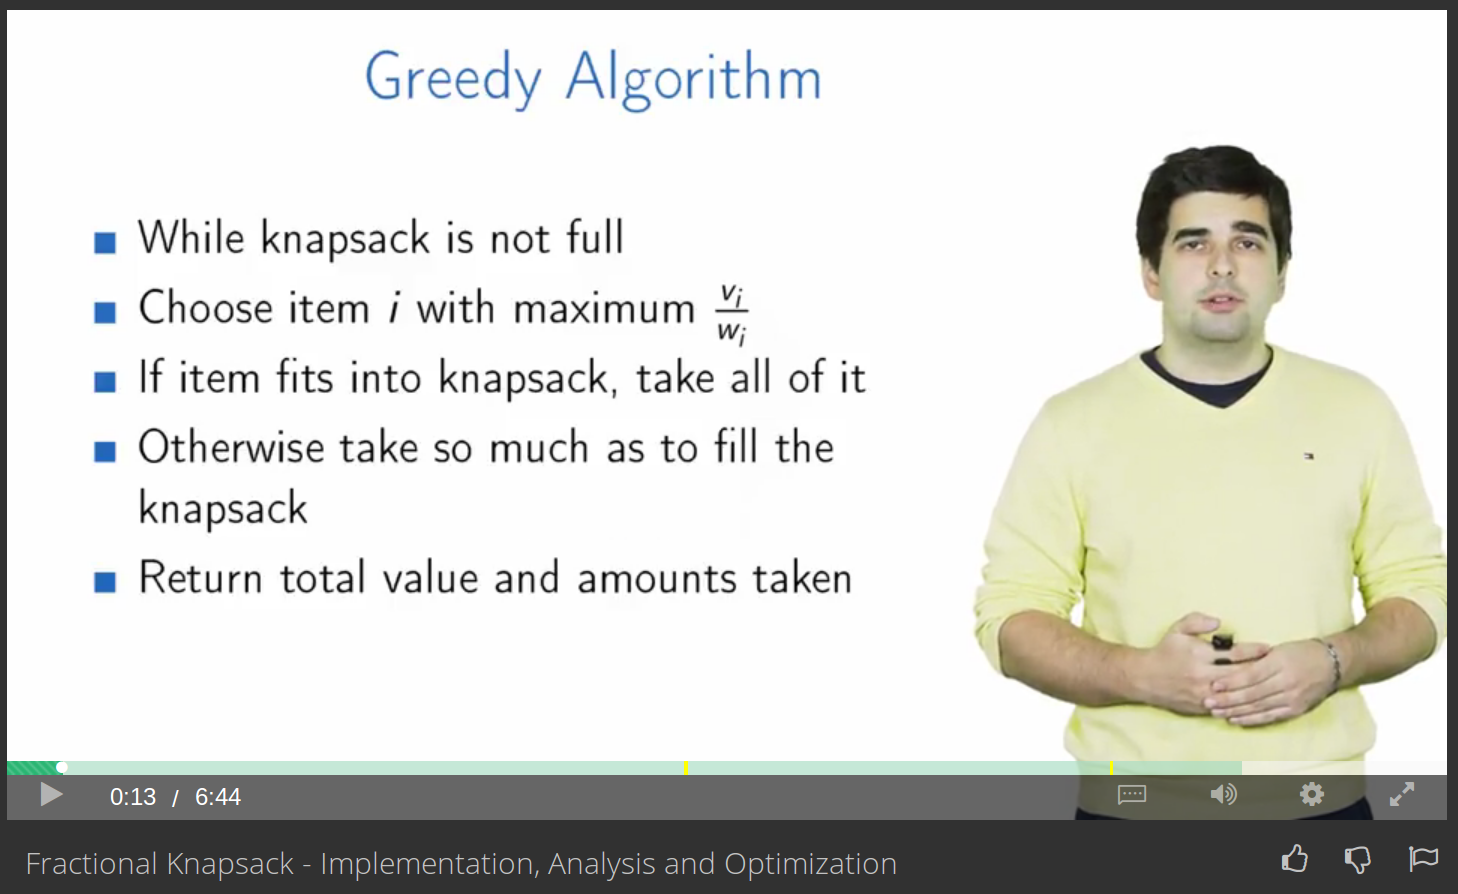 Greedy Algorithm
While knapsack is not full
Choose item i with maximum v_i/w_i
If item fits into knapsack, take all of it
Otherwise take so much as to fill the
knapsack
Return total value and amounts taken
0:13 / 6:44
Fractional Knapsack - Implementation, Analysis and Optimization